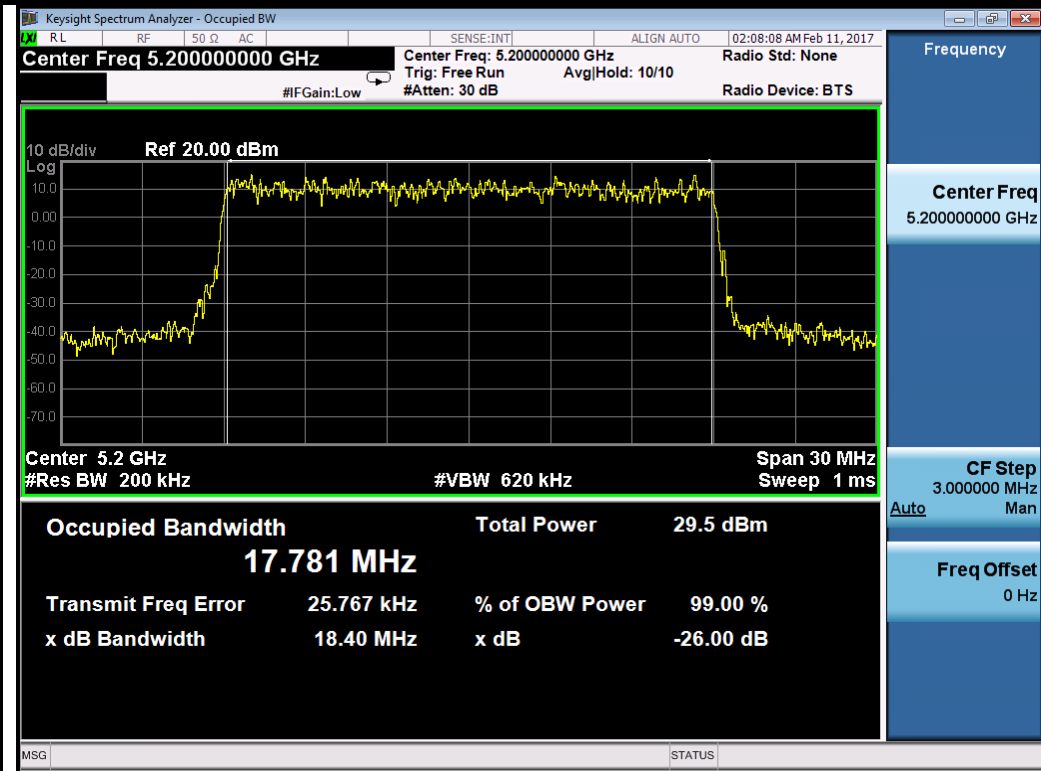 Keysight Spectrum Analyzer - Occupied BW
LXI RL RF 50 Ω AC SENSE:INT ALIGN AUTO 02:08:08 AM Feb 11, 2017
Center Freq 5.200000000 GHz
Center Freq: 5.200000000 GHz Radio Std: None
Trig: Free Run Avg|Hold: 10/10
#IFGain:Low #Atten: 30 dB Radio Device: BTS
Frequency
10 dB/div Ref 20.00 dBm
Log
10.0
0.00
-10.0
-20.0
-30.0
-40.0
-50.0
-60.0
-70.0
Center 5.2 GHz Span 30 MHz
#Res BW 200 kHz #VBW 620 kHz Sweep 1 ms
Occupied Bandwidth Total Power 29.5 dBm
17.781 MHz
Transmit Freq Error 25.767 kHz % of OBW Power 99.00 %
x dB Bandwidth 18.40 MHz x dB -26.00 dB
Center Freq
5.200000000 GHz
CF Step
3.000000 MHz
Auto Man
Freq Offset
0 Hz
MSG STATUS